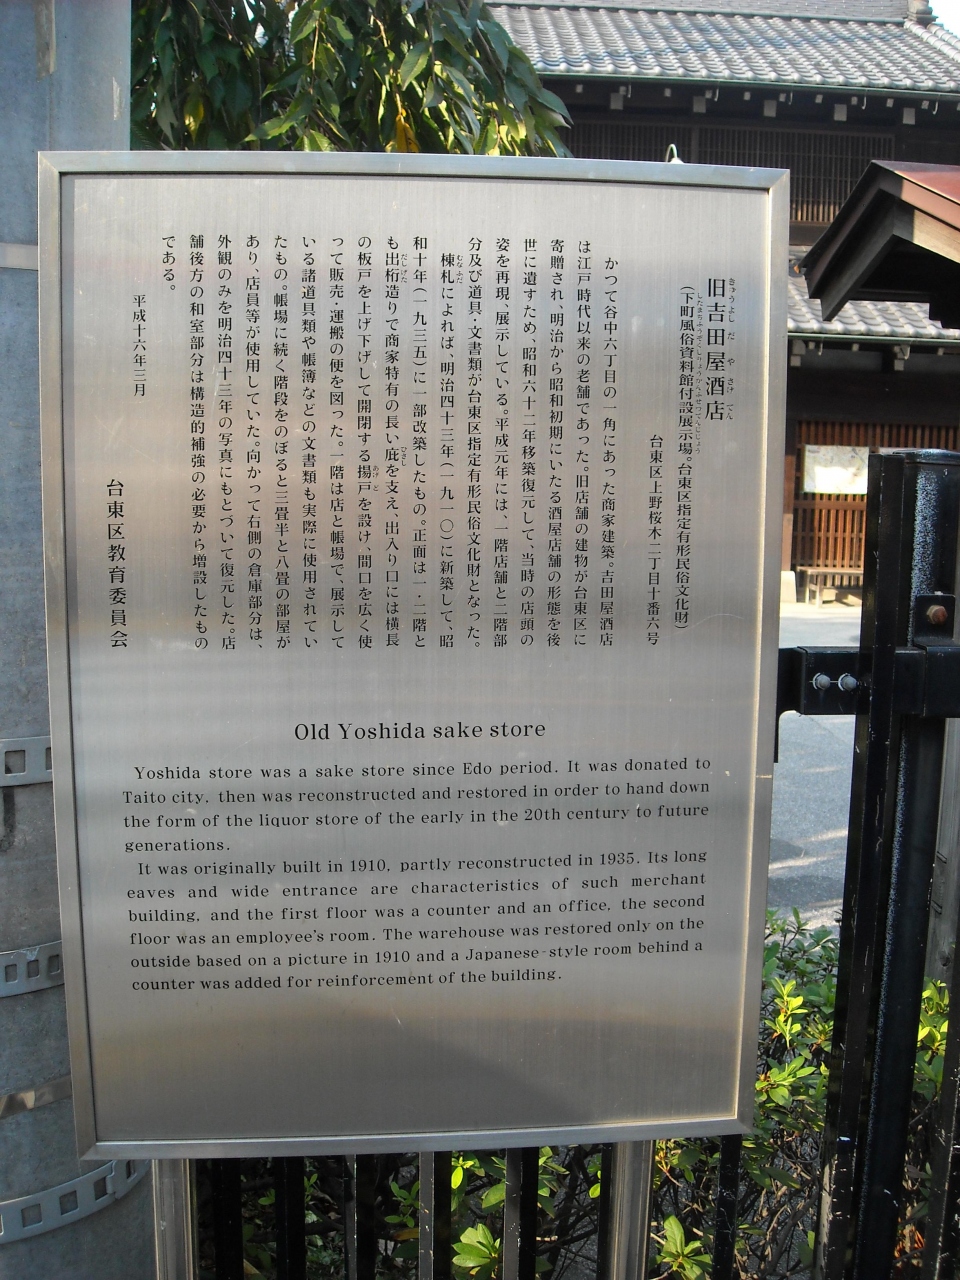 旧吉田屋酒店
（下町風俗資料館付設展示場。台東区指定有形民俗文化財）
台東区上野桜木二丁目十番六号
かつて谷中六丁目の一角にあった商家建築。吉田屋酒店
は江戸時代以来の老舗であった。旧店舗の建物が台東区に
寄贈され、明治から昭和初期にいたる酒屋店舗の形態を後
世に遺すため、昭和六十二年移築復元して、当時の店頭の
姿を再現、展示している。平成元年には、一階店舗と二階部
分及び道具・文書類が台東区指定有形民俗文化財となった。
棟札によれば、明治四十三年（一九一〇）に新築して、昭
和十年（一九三五）に一部改築したもの。正面は一・二階と
も出桁造りで商家特有の長い庇を支え、出入り口には横長
の板戸を上げ下げして開閉する揚戸を設け、間口を広く使
って販売・運搬の便を図った。一階は店と帳場で、展示して
いる諸道具類や帳簿などの文書類も実際に使用されてい
たもの。帳場に続く階段をのぼると三畳半と八畳の部屋が
あり、店員等が使用していた。向かって右側の倉庫部分は、
外観のみを明治四十三年の写真にもとづいて復元した。店
舗後方の和室部分は構造的補強の必要から増設したもの
である。
平成十六年三月
台東区教育委員会
Old Yoshida sake store
Yoshida store was a sake store since Edo period. It was donated to
Taito city, then was reconstructed and restored in order to hand down
the form of the liquor store of the early in the 20th century to future
generations.
It was originally built in 1910, partly reconstructed in 1935. Its long
eaves and wide entrance are characteristics of such merchant
building, and the first floor was a counter and an office, the second
floor was an employee's room. The warehouse was restored only on the
outside based on a picture in 1910 and a Japanese-style room behind a
counter was added for reinforcement of the building.